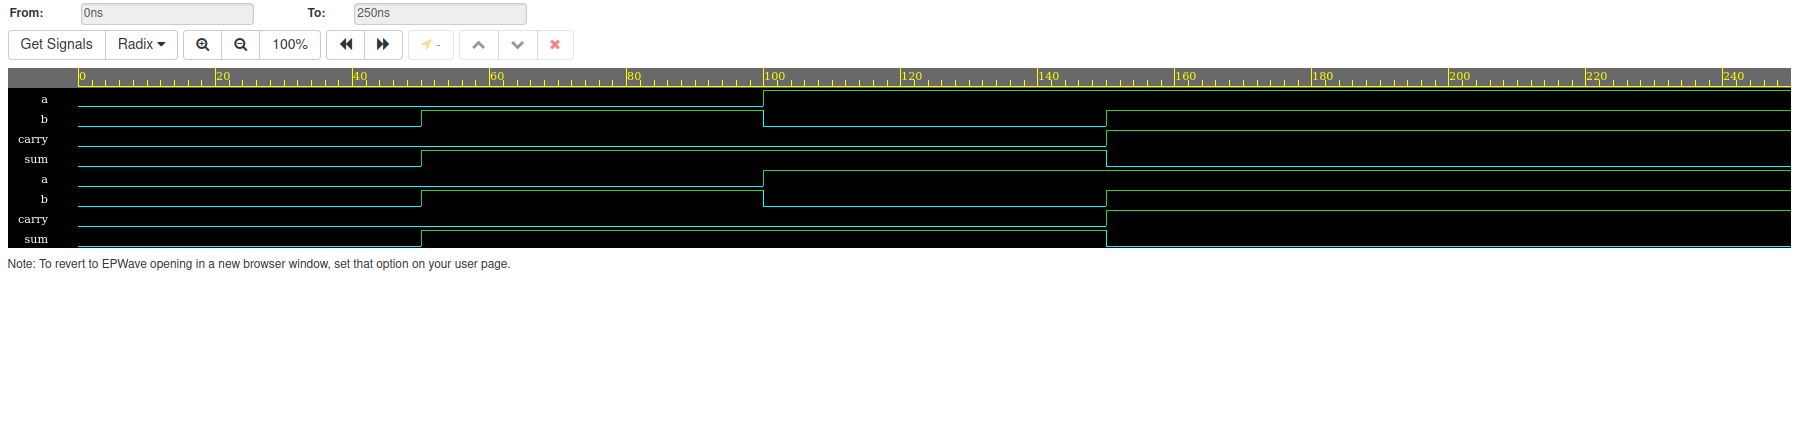 From: 0ns To: 250ns
Get Signals Radix 100% -
0 20 40 60 80 100 120 140 160 180 200 220 240
a
b
carry
sum
a
b
carry
sum
Note: To revert to EPWave opening in a new browser window, set that option on your user page.